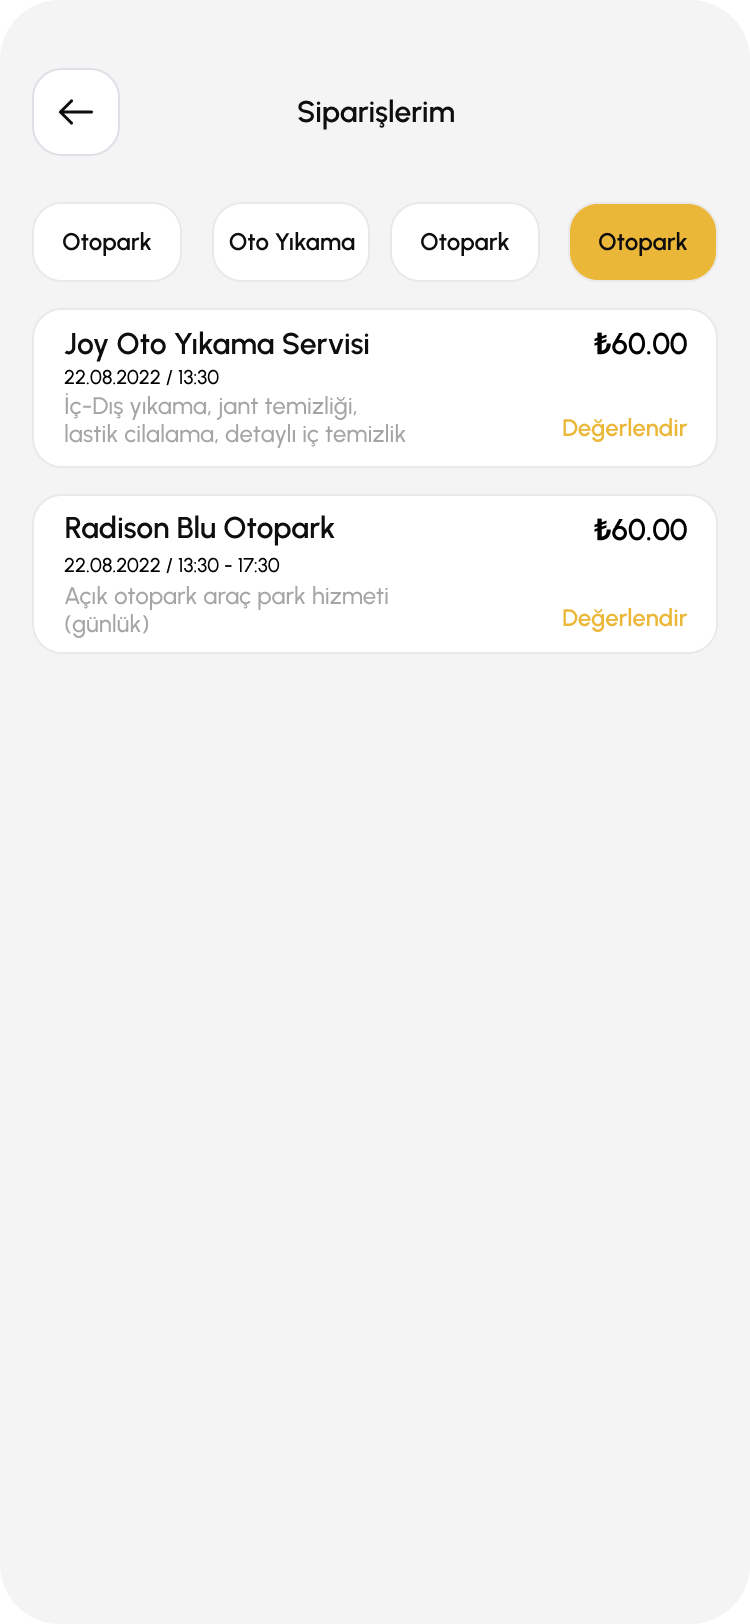 Siparişlerim
Otopark
Oto Yıkama
Otopark
Otopark
Joy Oto Yıkama Servisi
₺60.00
22.08.2022 / 13:30
İç-Dış yıkama, jant temizliği,
lastik cilalama, detaylı iç temizlik
Değerlendir
Radison Blu Otopark
₺60.00
22.08.2022 / 13:30 - 17:30
Açık otopark araç park hizmeti
(günlük)
Değerlendir